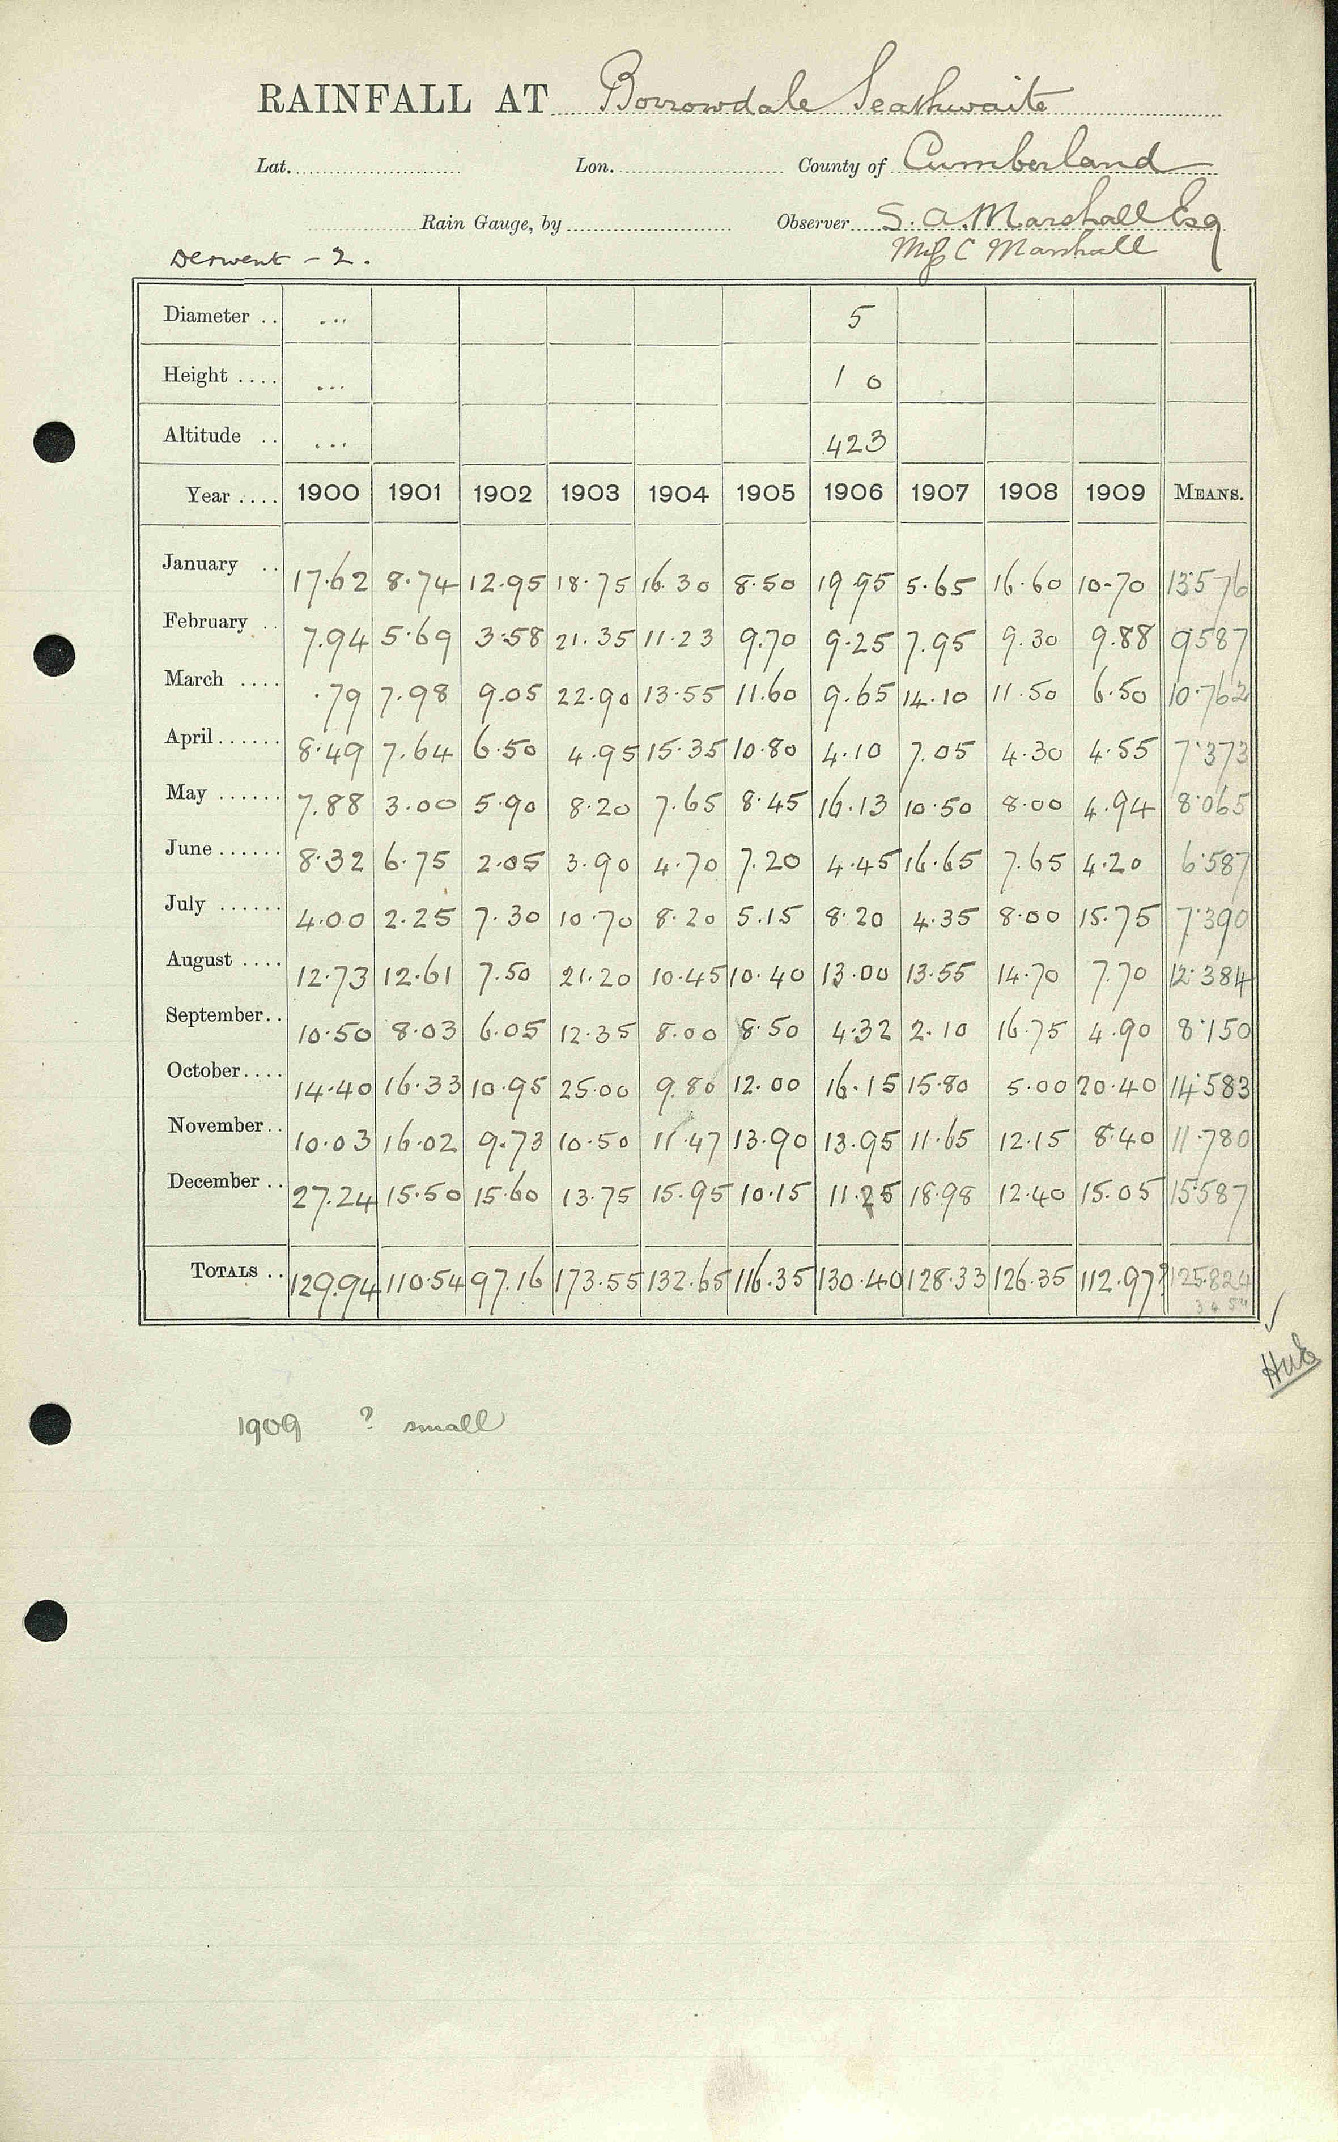 RAINFALL AT Borrowdale Seathwaite
Lat. Lon. County of Cumberland
Rain Gauge, by Observer S. A. Marshall Esq
Derwent - 2. Miss C Marshall
Diameter .. ... 5
Height .... ... 1 0
Altitude .. ... 423
Year .... 1900 1901 1902 1903 1904 1905 1906 1907 1908 1909 MEANS.
January .. 17.62 8.74 12.95 18.75 16.30 8.50 19.95 5.65 16.60 10.70 13.576
February .. 7.94 5.69 3.58 21.35 11.23 9.70 9.25 7.95 9.30 9.88 9.587
March .... .79 7.98 9.05 22.90 13.55 11.60 9.65 14.10 11.50 6.50 10.762
April ...... 8.49 7.64 6.50 4.95 15.35 10.80 4.10 7.05 4.30 4.55 7.373
May ...... 7.88 3.00 5.90 8.20 7.65 8.45 16.13 10.50 8.00 4.94 8.065
June ...... 8.32 6.75 2.05 3.90 4.70 7.20 4.45 16.65 7.65 4.20 6.587
July ...... 4.00 2.25 7.30 10.70 8.20 5.15 8.20 4.35 8.00 15.75 7.390
August .... 12.73 12.61 7.50 21.20 10.45 10.40 13.00 13.55 14.70 7.70 12.384
September .. 10.50 8.03 6.05 12.35 8.00 8.50 4.32 2.10 16.75 4.90 8.150
October .... 14.40 16.33 10.95 25.00 9.80 12.00 16.15 15.80 5.00 20.40 14.583
November .. 10.03 16.02 9.73 10.50 11.47 13.90 13.95 11.65 12.15 8.40 11.780
December .. 27.24 15.50 15.60 13.75 15.95 10.15 11.25 18.98 12.40 15.05 15.587
TOTALS .. 129.94 110.54 97.16 173.55 132.65 116.35 130.40 128.33 126.35 112.97? 125.824
1909 ? small